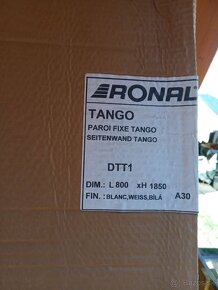 RONAL
TANGO
PAROI FIXE TANGO
SEITENWAND TANGO
DTT1
DIM.: L 800 xH 1850
FIN.: BLANC,WEISS,BÍLÁ A30